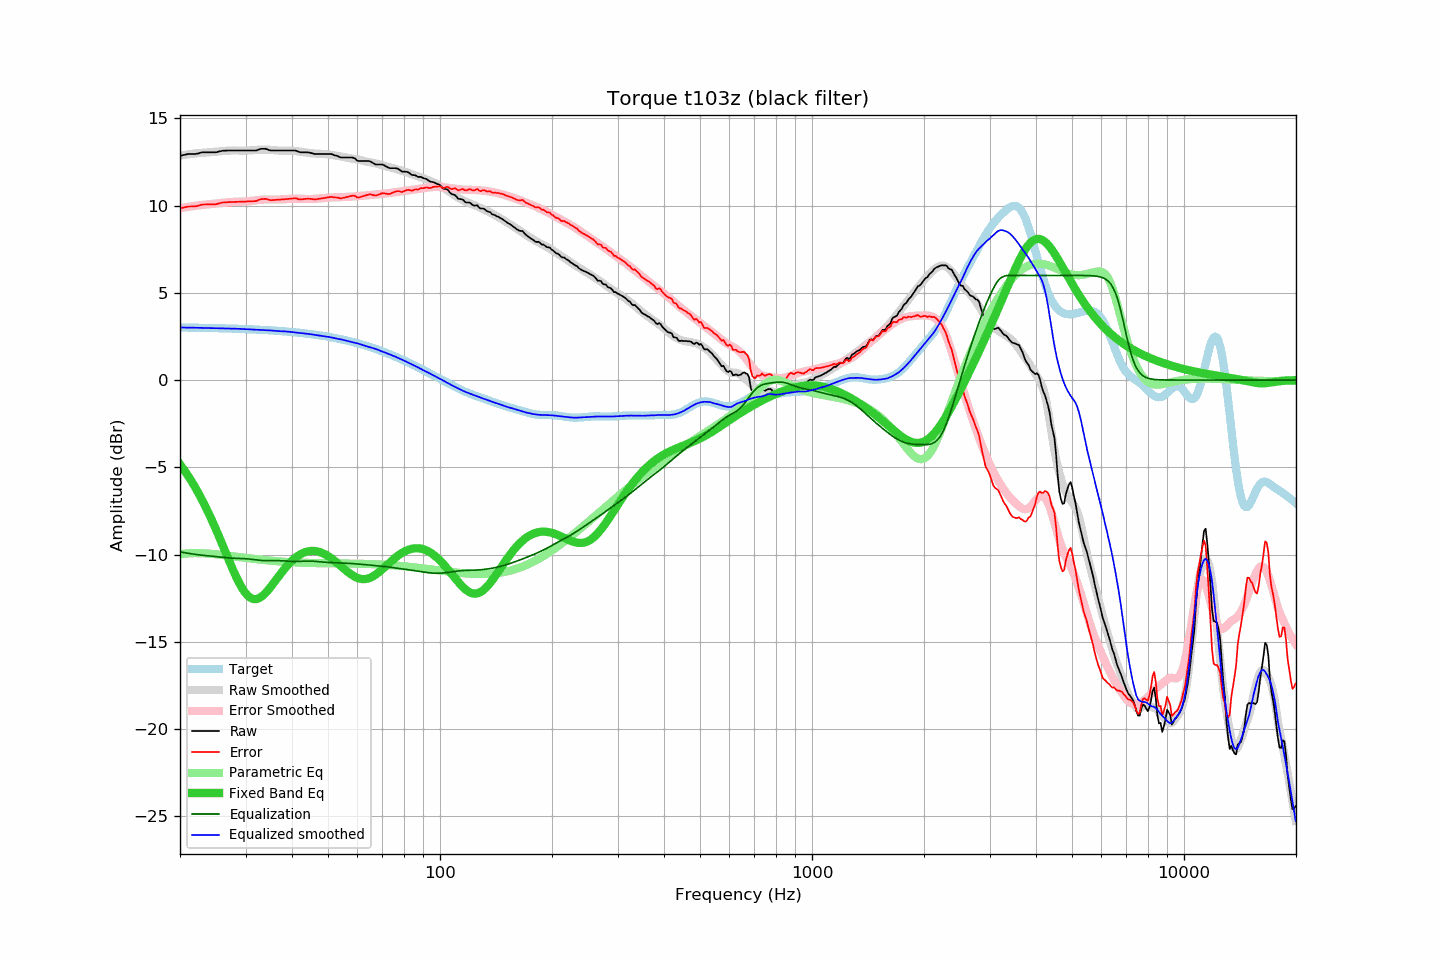 Torque t103z (black filter)
15
10
5
0
−5
−10
−15
−20
−25
Amplitude (dBr)
Target
Raw Smoothed
Error Smoothed
Raw
Error
Parametric Eq
Fixed Band Eq
Equalization
Equalized smoothed
100 1000 10000
Frequency (Hz)